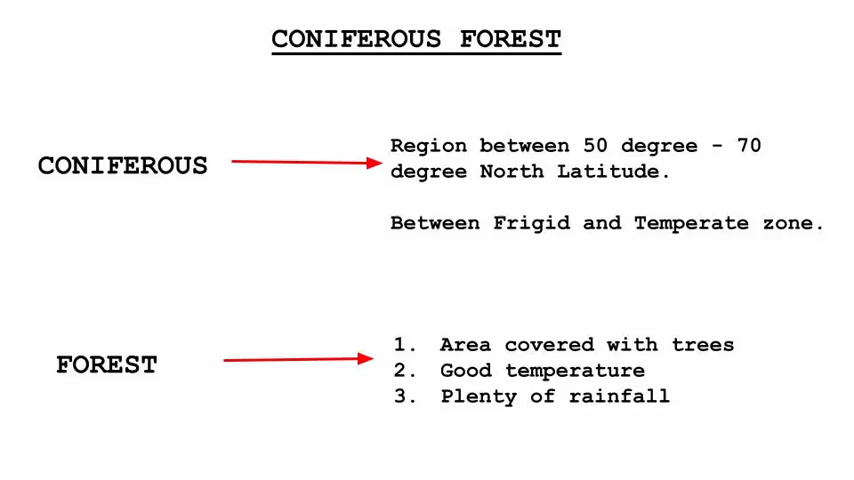 CONIFEROUS FOREST
CONIFEROUS
Region between 50 degree - 70
degree North Latitude.
Between Frigid and Temperate zone.
FOREST
1. Area covered with trees
2. Good temperature
3. Plenty of rainfall